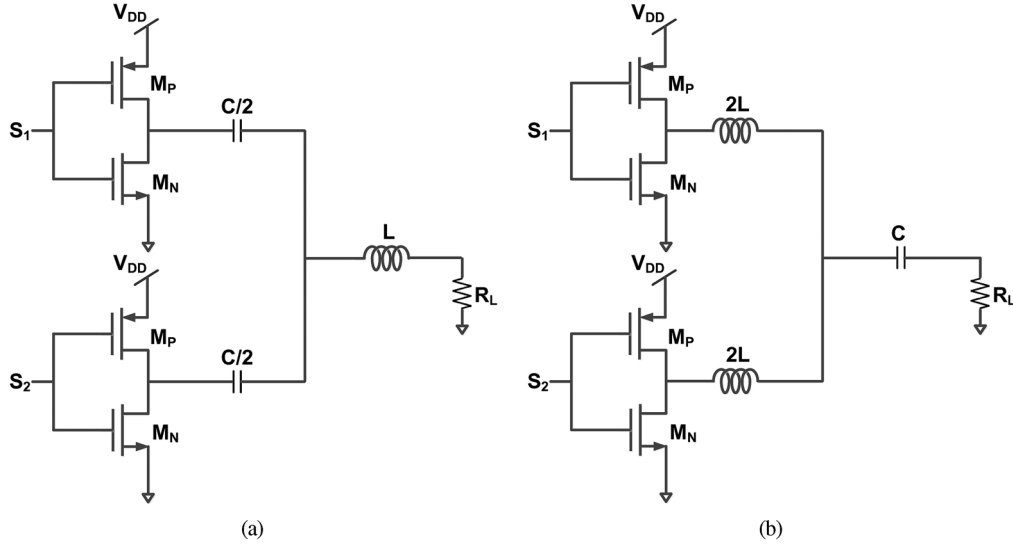 V_DD
M_P
S_1
M_N
C/2
L
R_L
V_DD
M_P
S_2
M_N
C/2
(a)
V_DD
M_P
S_1
M_N
2L
C
R_L
V_DD
M_P
S_2
M_N
2L
(b)